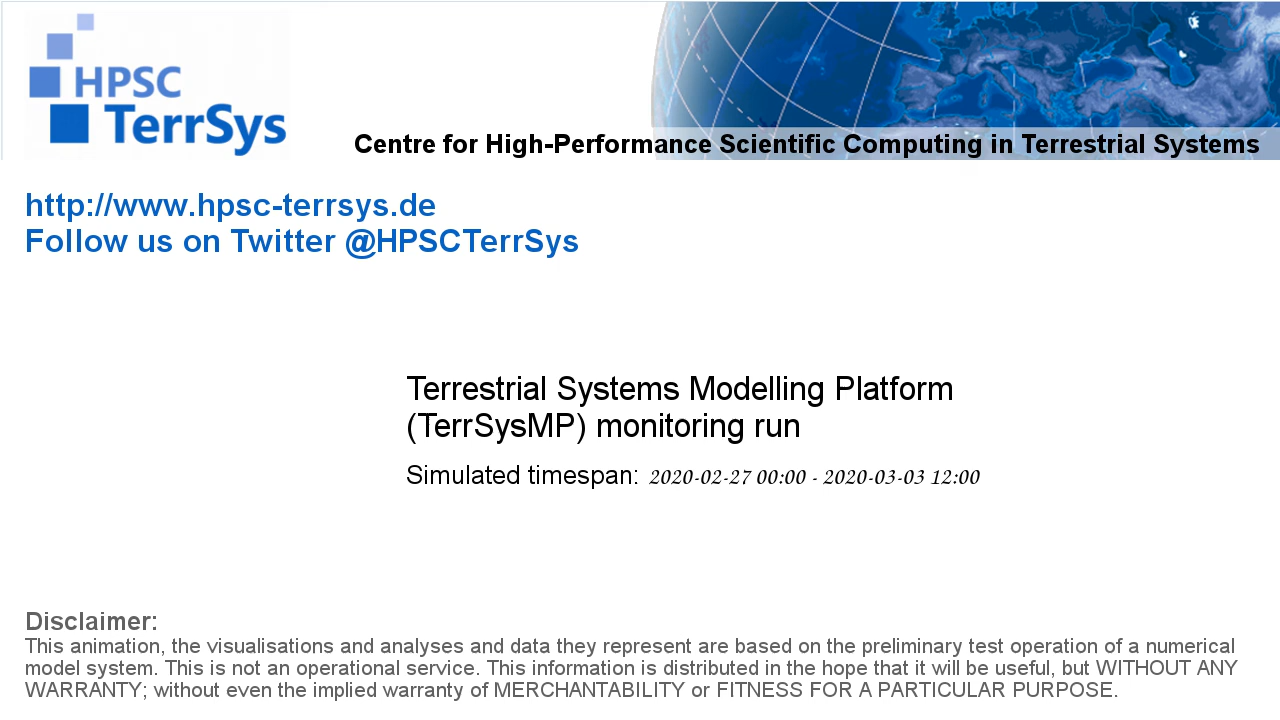 HPSC
TerrSys
Centre for High-Performance Scientific Computing in Terrestrial Systems
http://www.hpsc-terrsys.de
Follow us on Twitter @HPSCTerrSys
Terrestrial Systems Modelling Platform
(TerrSysMP) monitoring run
Simulated timespan: 2020-02-27 00:00 - 2020-03-03 12:00
Disclaimer:
This animation, the visualisations and analyses and data they represent are based on the preliminary test operation of a numerical
model system. This is not an operational service. This information is distributed in the hope that it will be useful, but WITHOUT ANY
WARRANTY; without even the implied warranty of MERCHANTABILITY or FITNESS FOR A PARTICULAR PURPOSE.